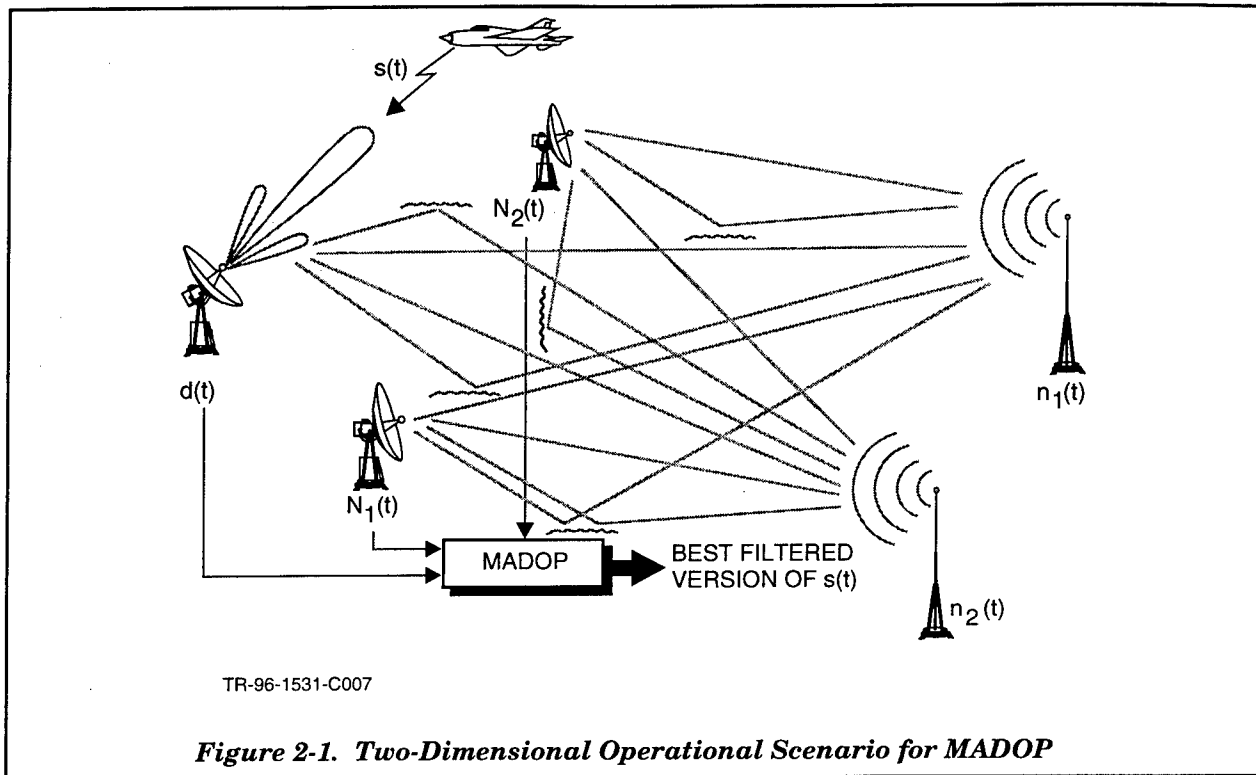 s(t)
N2(t)
d(t)
n1(t)
N1(t)
MADOP
BEST FILTERED
VERSION OF s(t)
n2(t)
TR-96-1531-C007
Figure 2-1. Two-Dimensional Operational Scenario for MADOP